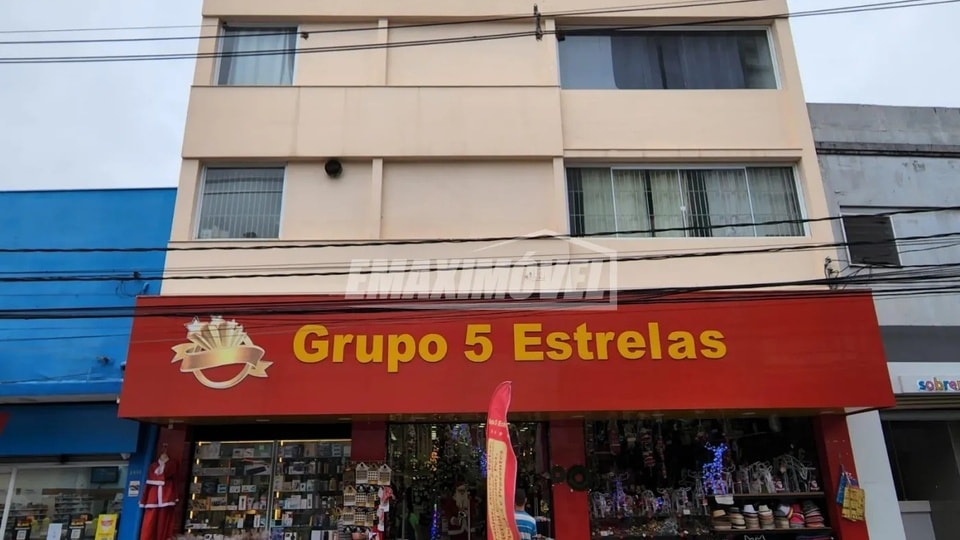 EMAXIMÓVEL
Grupo 5 Estrelas
sobre